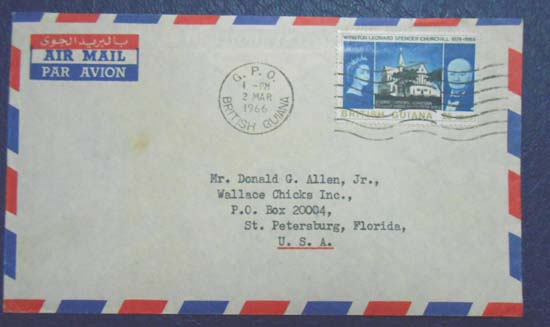 بالبريد الجوي
AIR MAIL
PAR AVION
G. P. O.
1 - PM
2 MAR
1966
BRITISH GUIANA
WINSTON LEONARD SPENCER CHURCHILL 1874-1965
BRITISH GUIANA
Mr. Donald G. Allen, Jr.,
Wallace Chicks Inc.,
P.O. Box 20004,
St. Petersburg, Florida,
U. S. A.